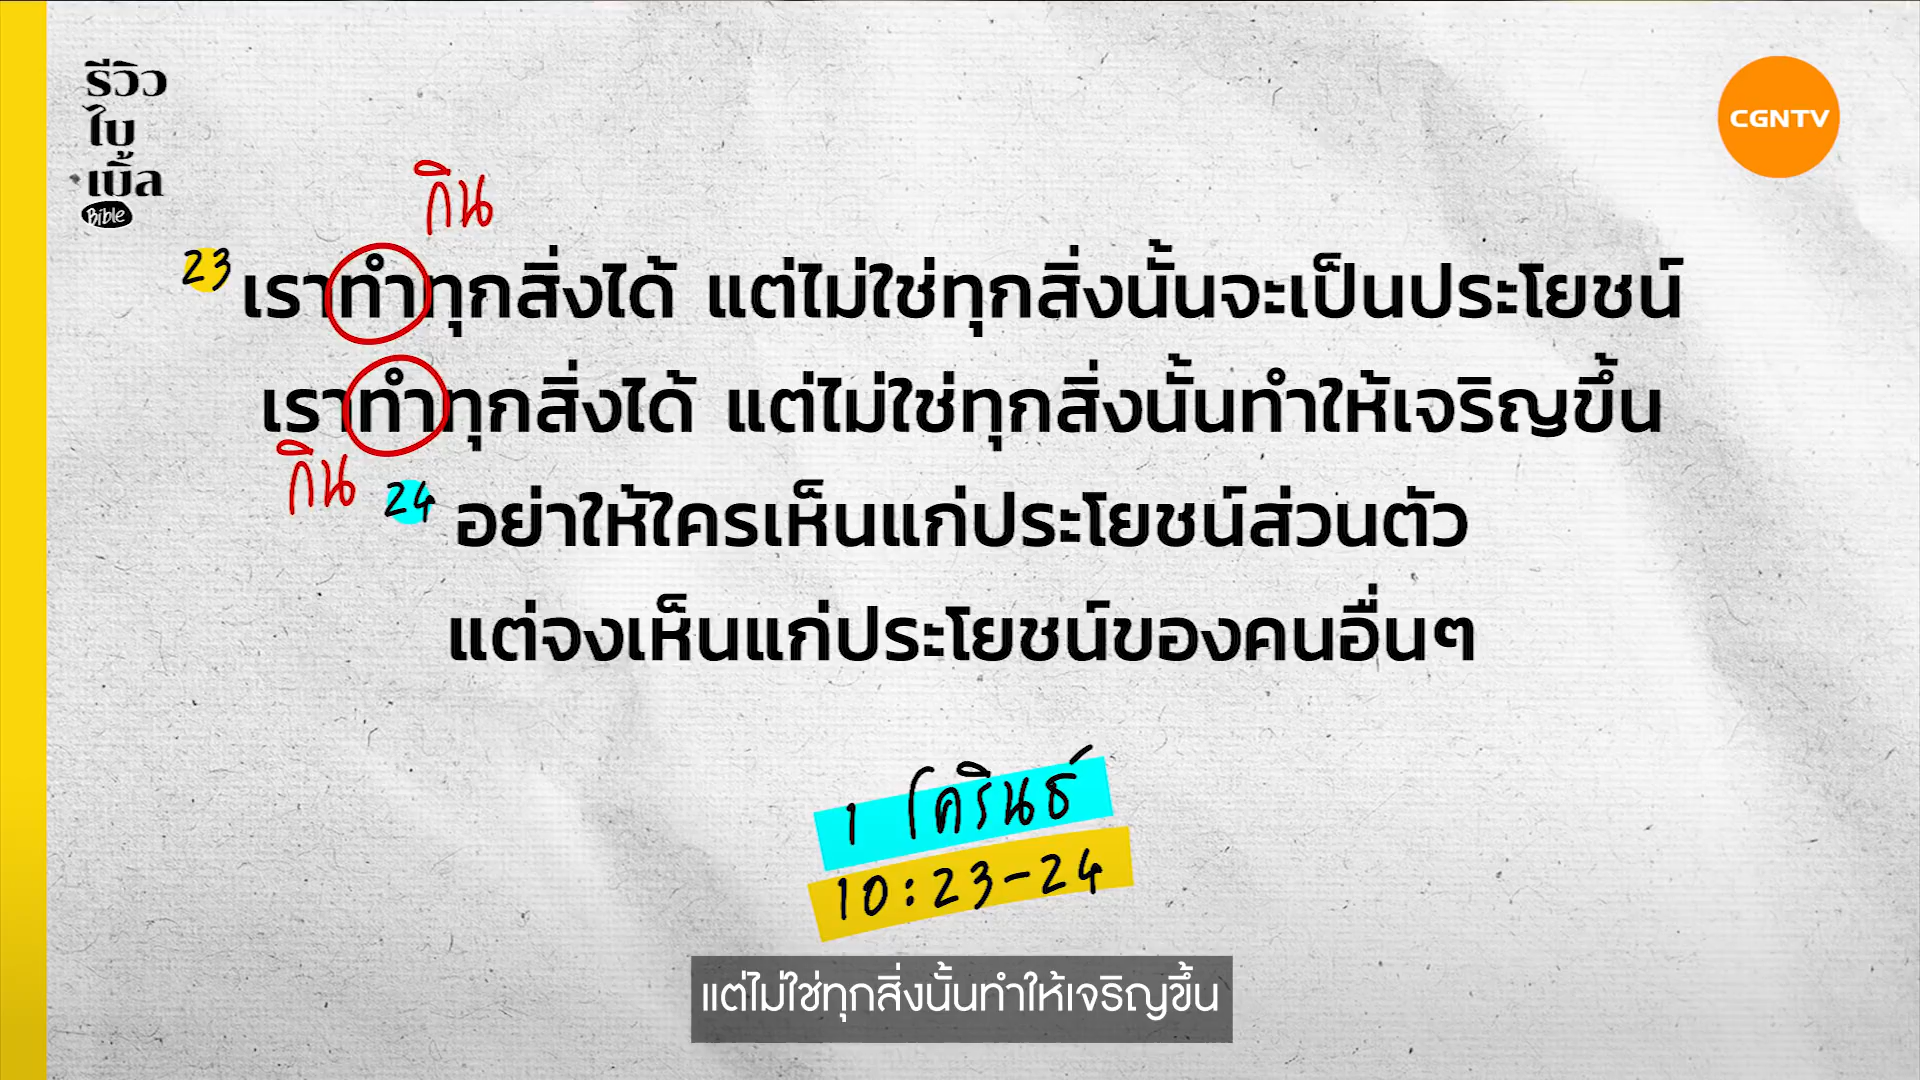 รีวิว
ไบ
เบิ้ล
Bible
CGNTV
กิน
23 เราทำทุกสิ่งได้ แต่ไม่ใช่ทุกสิ่งนั้นจะเป็นประโยชน์
เราทำทุกสิ่งได้ แต่ไม่ใช่ทุกสิ่งนั้นทำให้เจริญขึ้น
กิน
24 อย่าให้ใครเห็นแก่ประโยชน์ส่วนตัว
แต่จงเห็นแก่ประโยชน์ของคนอื่นๆ
1 โครินธ์
10:23-24
แต่ไม่ใช่ทุกสิ่งนั้นทำให้เจริญขึ้น